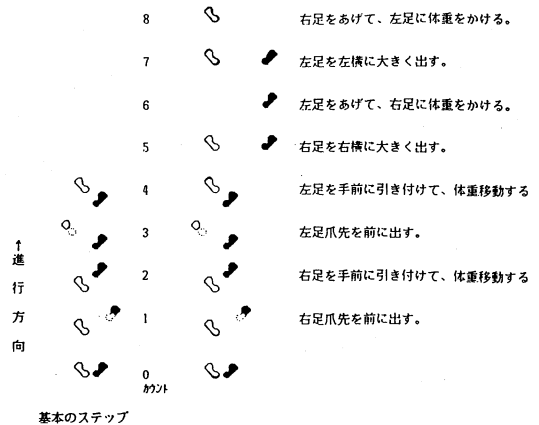 8 右足をあげて、左足に体重をかける。
7 左足を左横に大きく出す。
6 左足をあげて、右足に体重をかける。
5 右足を右横に大きく出す。
4 左足を手前に引き付けて、体重移動する
3 左足爪先を前に出す。
2 右足を手前に引き付けて、体重移動する
1 右足爪先を前に出す。
0
カウント
↑進行方向
基本のステップ